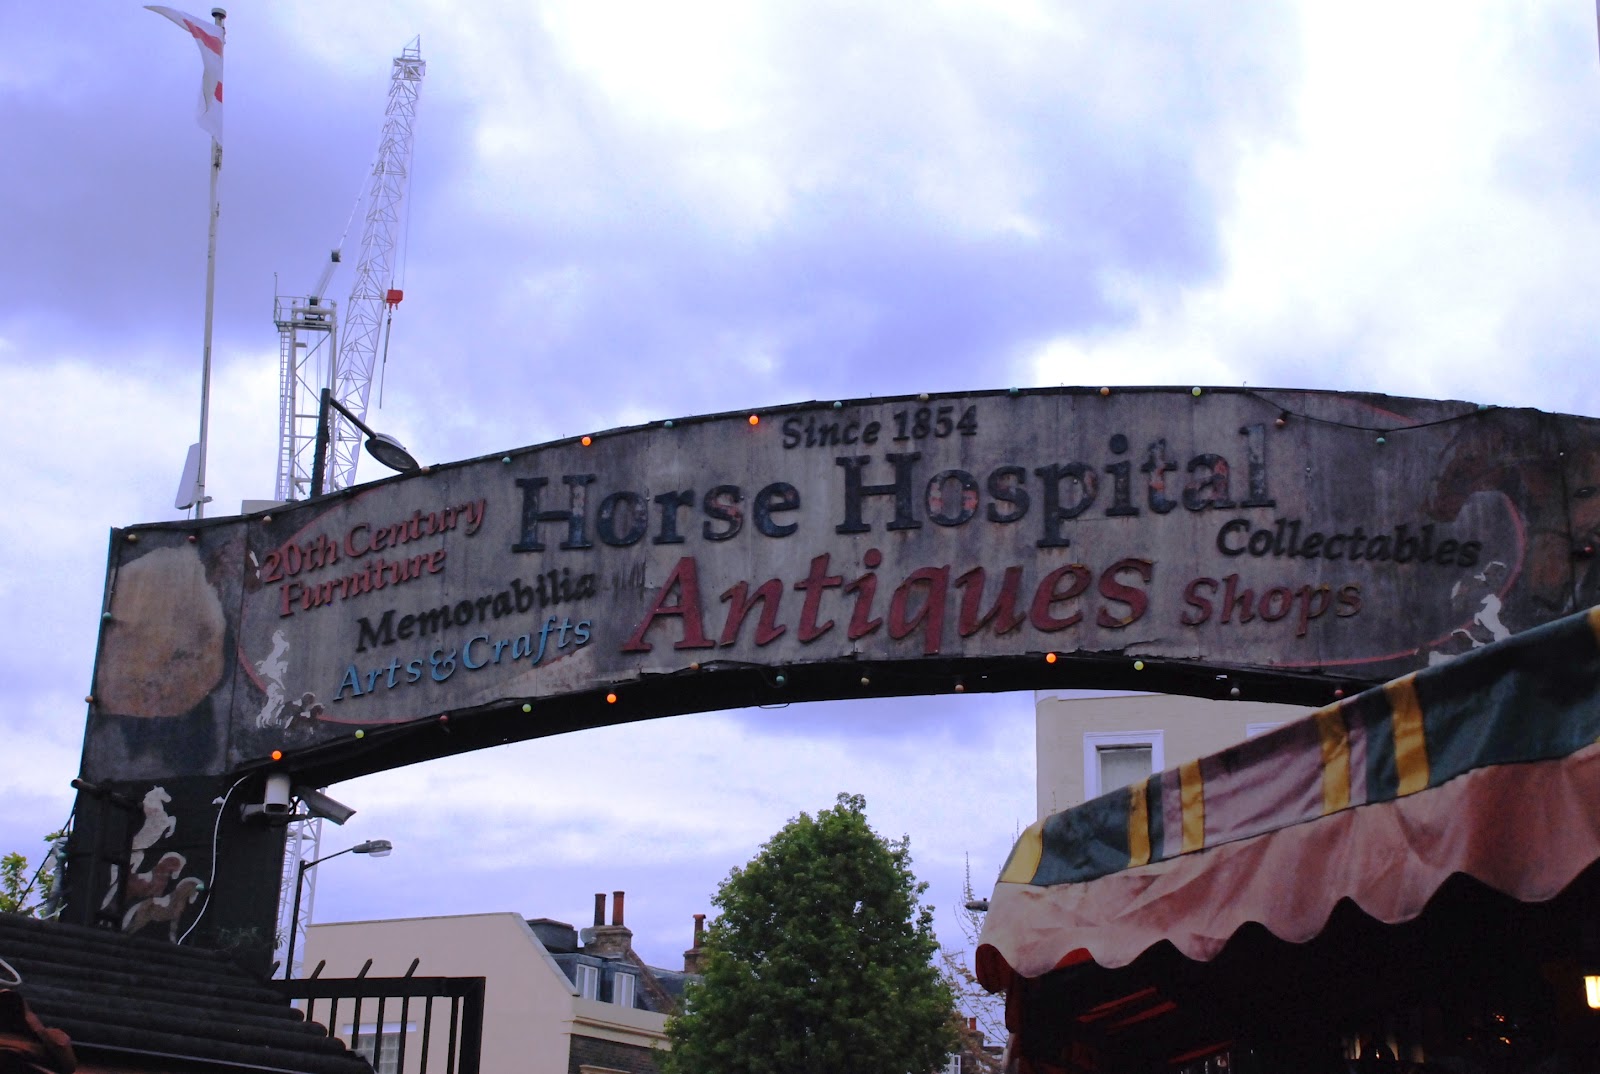 Since 1854
Horse Hospital
20th Century
Furniture
Memorabilia
Arts & Crafts
Antiques
Collectables
Shops